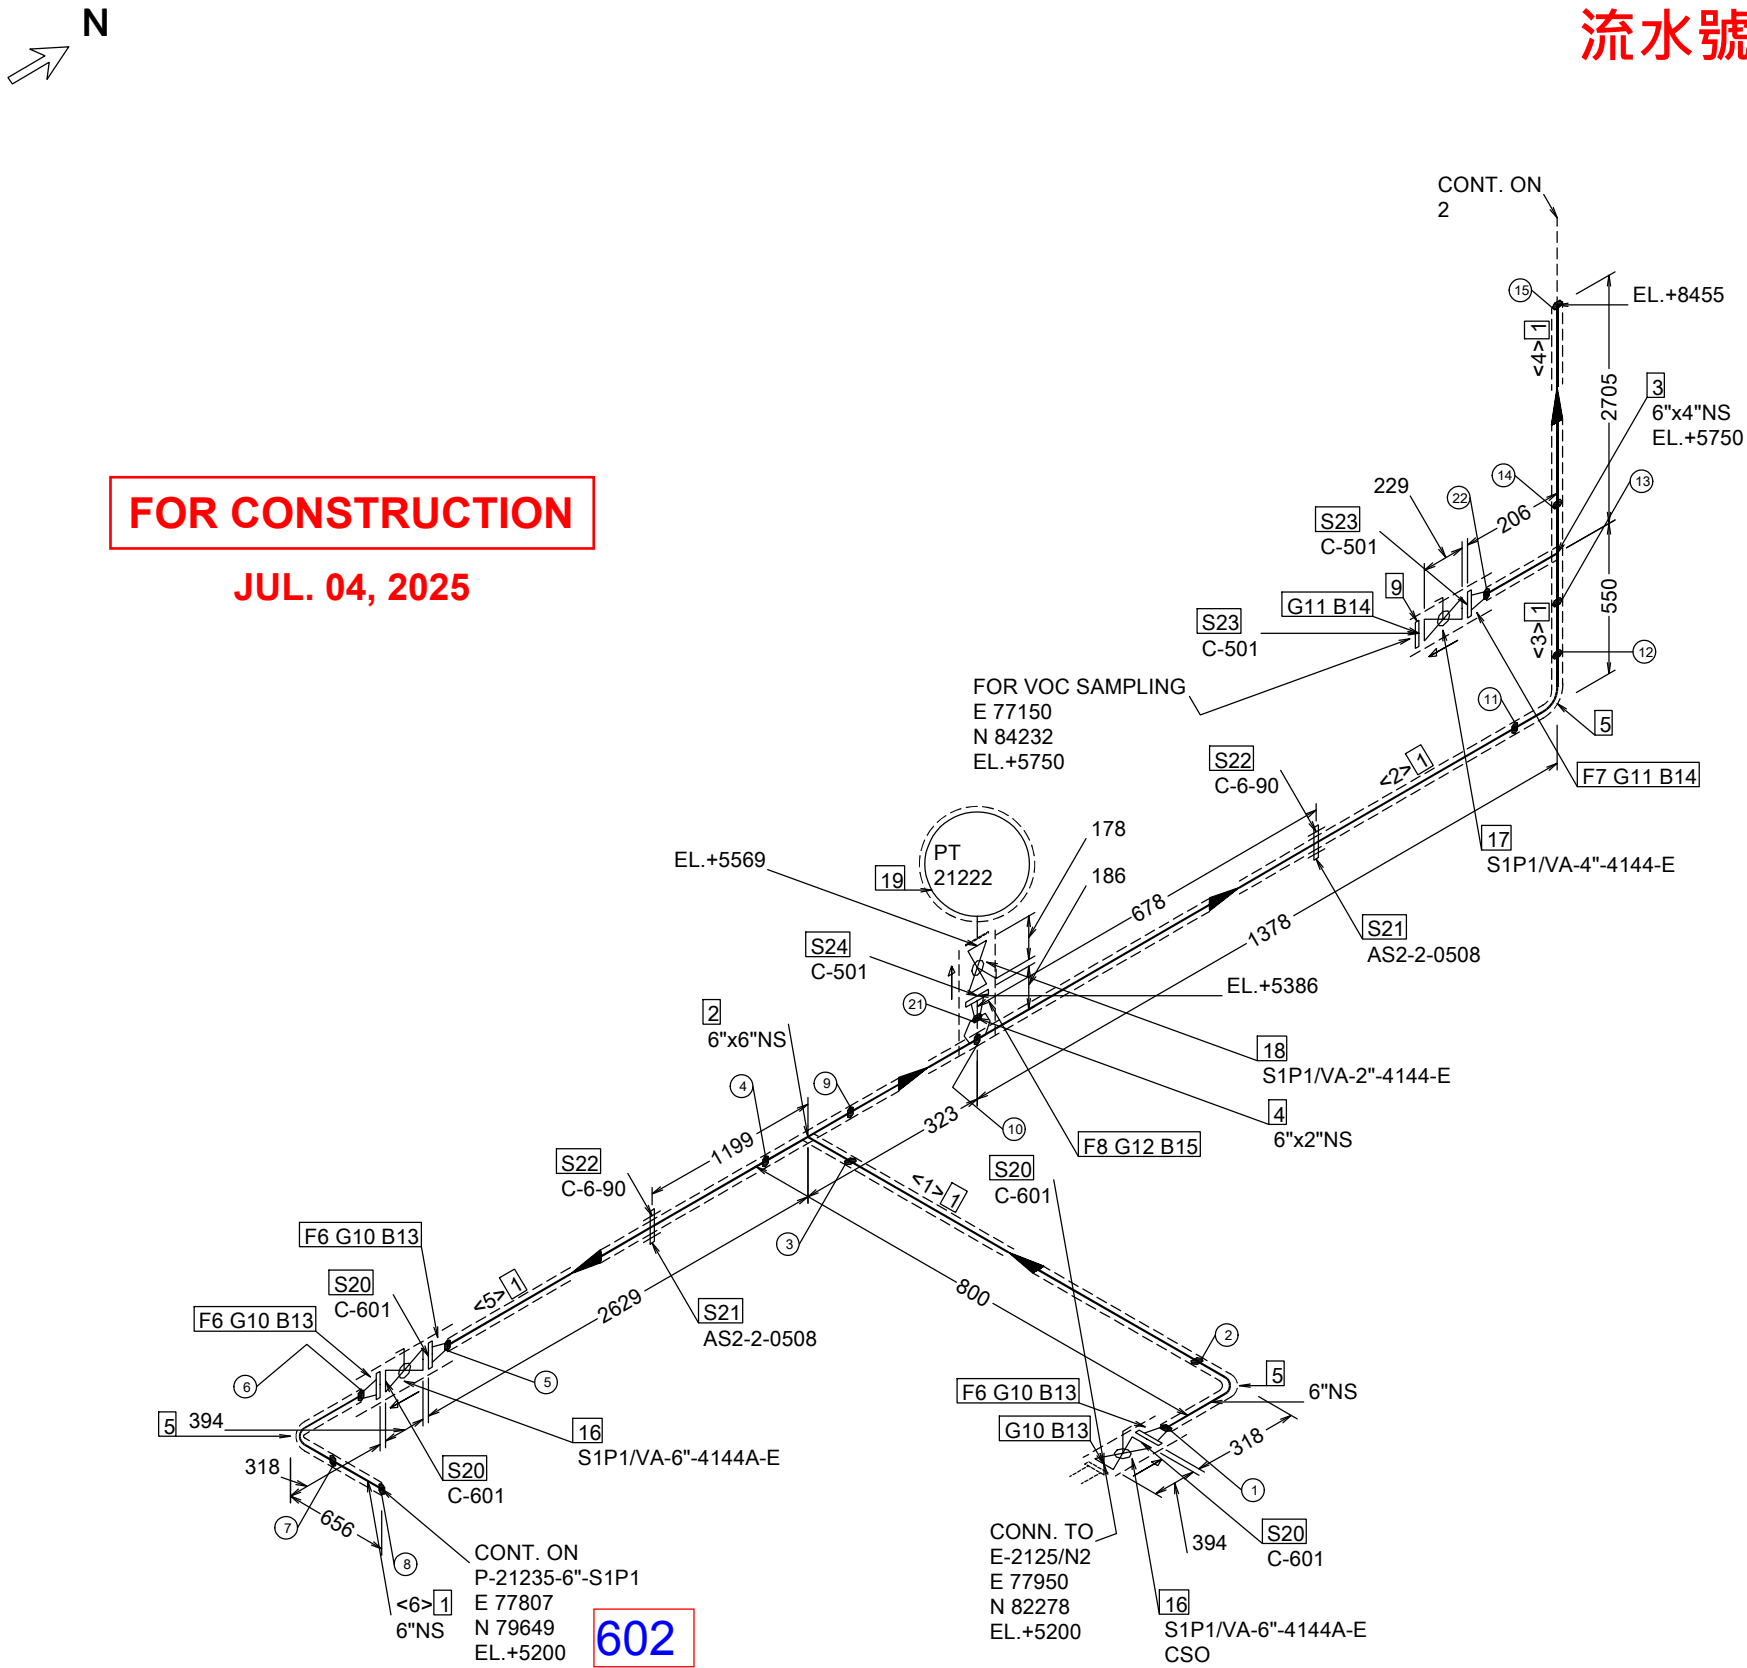 N
流水號
CONT. ON
2
15
EL.+8455
<4> 1
2705
3
6"x4"NS
EL.+5750
FOR CONSTRUCTION
JUL. 04, 2025
229
22
14
13
206
S23
C-501
9
G11 B14
550
S23
C-501
<3> 1
12
FOR VOC SAMPLING
E 77150
N 84232
EL.+5750
11
5
S22
C-6-90
<2> 1
F7 G11 B14
17
S1P1/VA-4"-4144-E
178
EL.+5569
PT
21222
19
186
678
1378
S21
AS2-2-0508
S24
C-501
EL.+5386
21
2
6"x6"NS
18
S1P1/VA-2"-4144-E
4
9
323
10
4
6"x2"NS
F8 G12 B15
1199
S22
C-6-90
S20
C-601
<1> 1
3
F6 G10 B13
S20
C-601
<5> 1
2629
800
S21
AS2-2-0508
F6 G10 B13
2
6
5
5
6"NS
F6 G10 B13
G10 B13
5
394
16
S1P1/VA-6"-4144A-E
318
318
S20
C-601
1
656
7
8
CONT. ON
P-21235-6"-S1P1
E 77807
N 79649
EL.+5200
<6> 1
6"NS
602
CONN. TO
E-2125/N2
E 77950
N 82278
EL.+5200
394
S20
C-601
16
S1P1/VA-6"-4144A-E
CSO